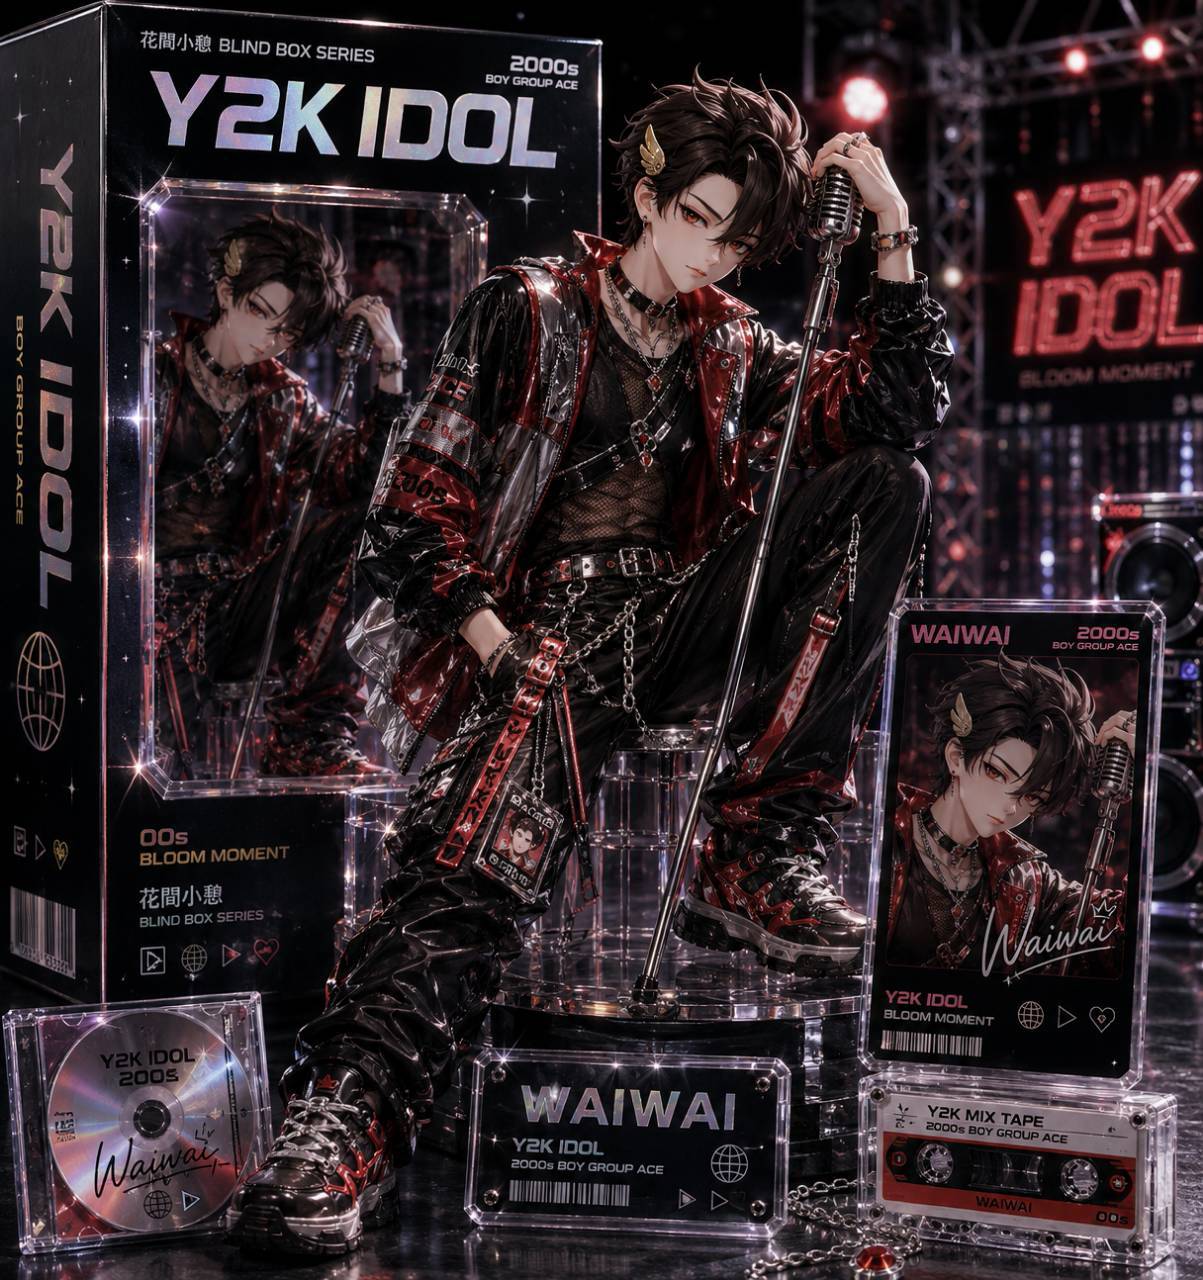 花間小憩 BLIND BOX SERIES
2000s
BOY GROUP ACE
Y2K IDOL
Y2K IDOL
BOY GROUP ACE
00s
BLOOM MOMENT
花間小憩
BLIND BOX SERIES
Y2K
IDOL
BLOOM MOMENT
WAIWAI
2000s
BOY GROUP ACE
Waiwai
Y2K IDOL
BLOOM MOMENT
Y2K IDOL
200S
Waiwai
WAIWAI
Y2K IDOL
2000s BOY GROUP ACE
Y2K MIX TAPE
2000s BOY GROUP ACE
WAIWAI
00s